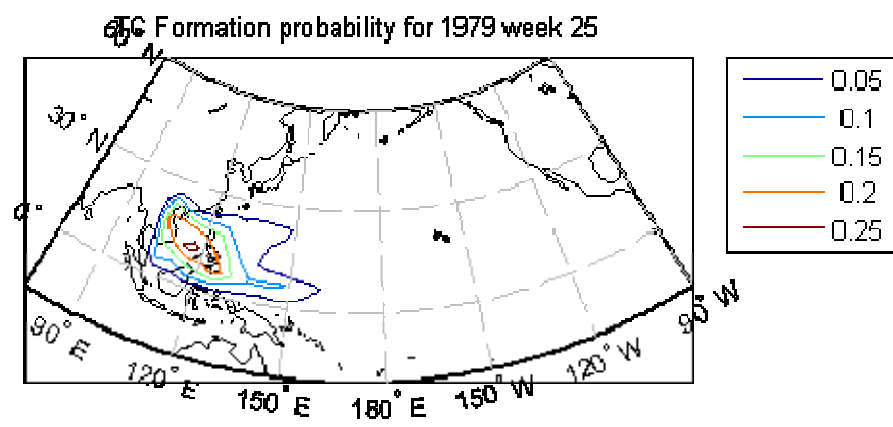 TC Formation probability for 1979 week 25
60° N
30° N
0°
90° E
120° E
150° E
180° E
150° W
120° W
90° W
0.05
0.1
0.15
0.2
0.25